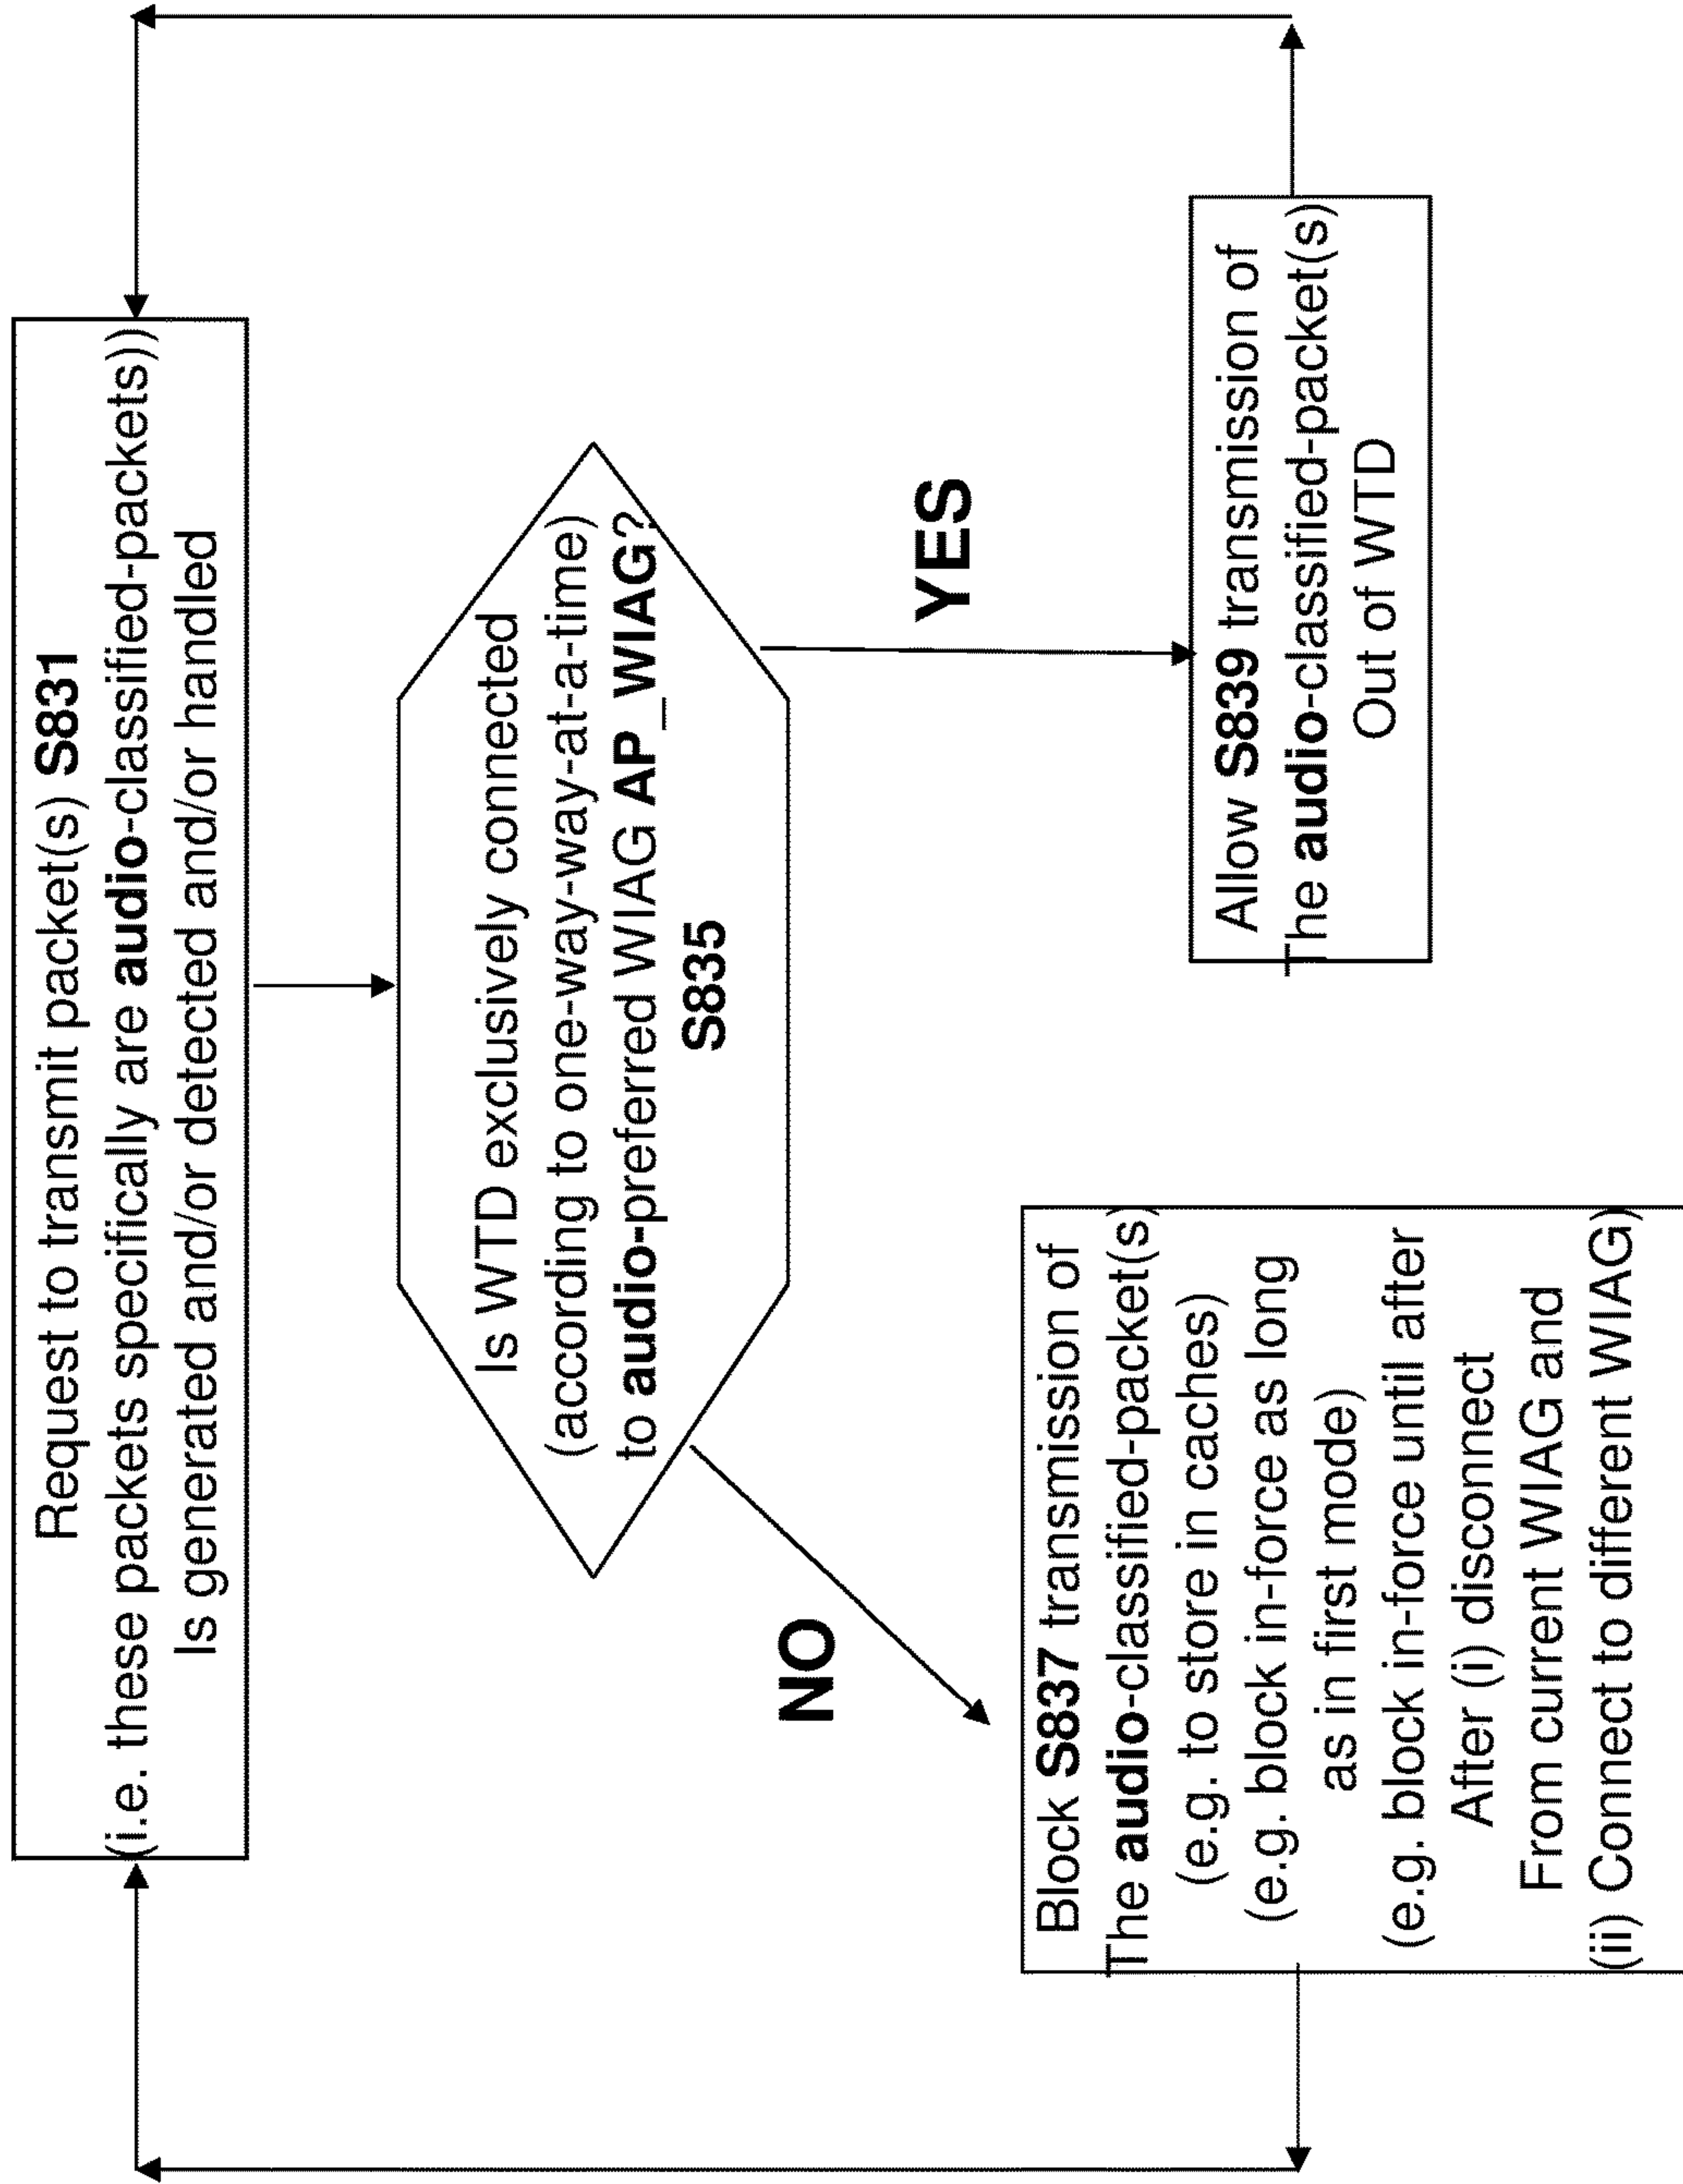 Request to transmit packet(s) S831
(i.e. these packets specifically are audio-classified-packets))
Is generated and/or detected and/or handled
Is WTD exclusively connected
(according to one-way-way-at-a-time)
to audio-preferred WIAG AP_WIAG?
S835
NO
YES
Block S837 transmission of
The audio-classified-packet(s)
(e.g. to store in caches)
(e.g. block in-force as long
as in first mode)
(e.g. block in-force until after
After (i) disconnect
From current WIAG and
(ii) Connect to different WIAG)
Allow S839 transmission of
The audio-classified-packet(s)
Out of WTD